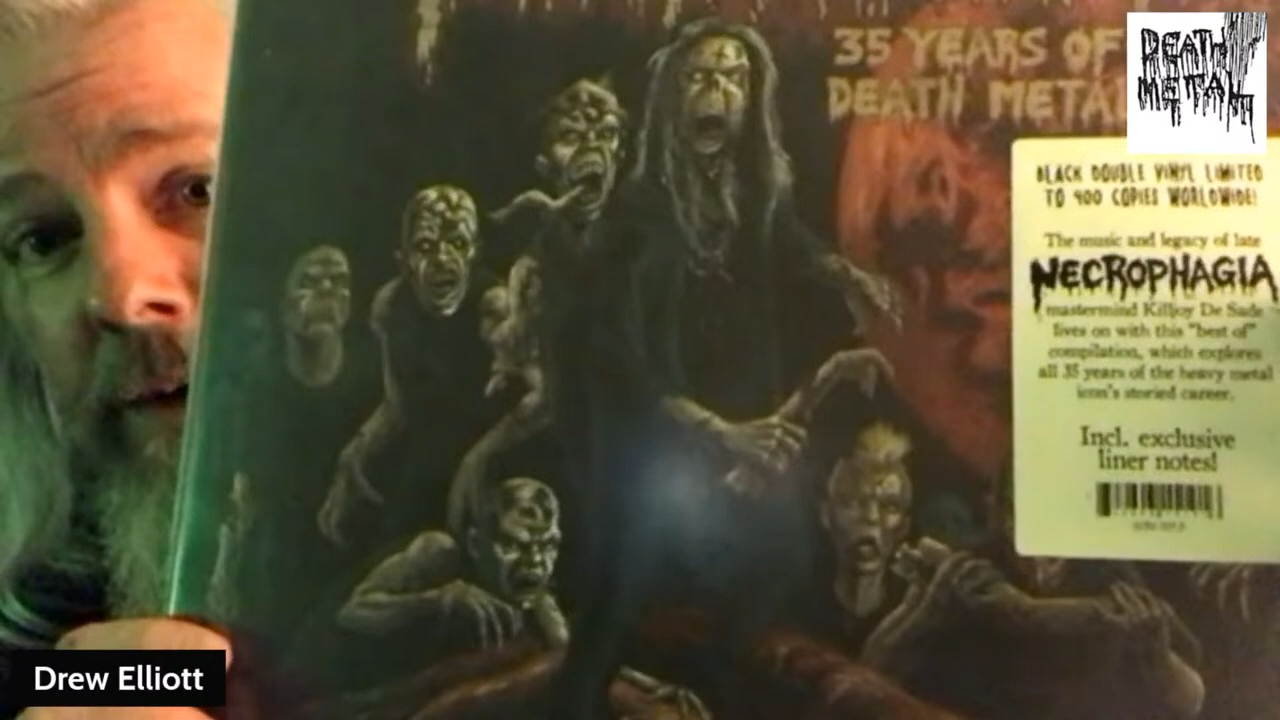 35 YEARS OF
DEATH METAL
DEATH
METAL
BLACK DOUBLE VINYL LIMITED
TO 400 COPIES WORLDWIDE!
The music and legacy of late
NECROPHAGIA
mastermind Killjoy De Sade
lives on with this "best of"
compilation, which explores
all 35 years of the heavy metal
icon's storied career.
Incl. exclusive
liner notes!
Drew Elliott